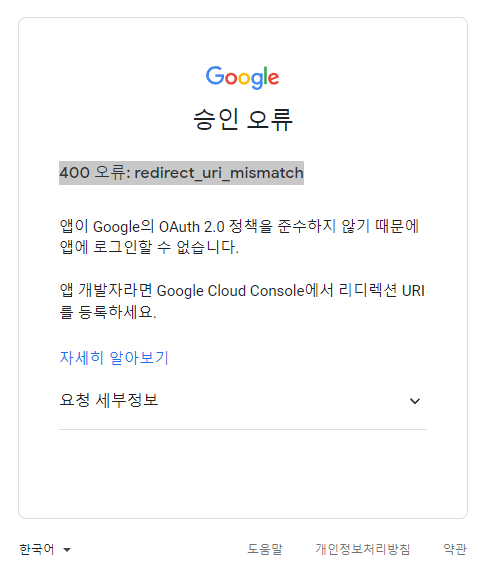 Google
승인 오류
400 오류: redirect_uri_mismatch
앱이 Google의 OAuth 2.0 정책을 준수하지 않기 때문에
앱에 로그인할 수 없습니다.
앱 개발자라면 Google Cloud Console에서 리디렉션 URI
를 등록하세요.
자세히 알아보기
요청 세부정보
한국어 도움말 개인정보처리방침 약관